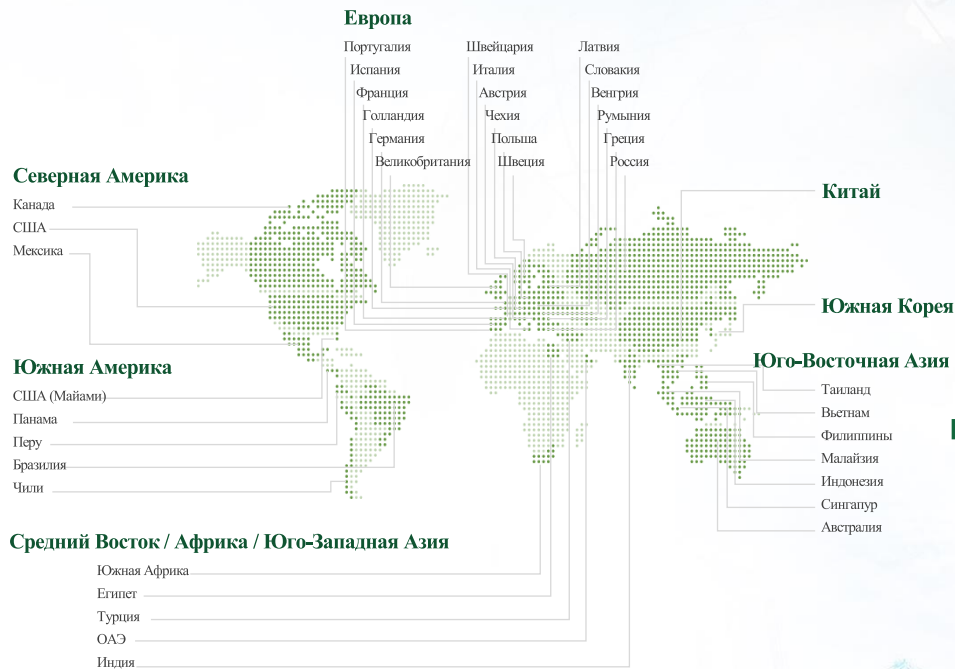 Европа
Португалия
Испания
Франция
Голландия
Германия
Великобритания
Швейцария
Италия
Австрия
Чехия
Польша
Швеция
Латвия
Словакия
Венгрия
Румыния
Греция
Россия
Северная Америка
Канада
США
Мексика
Южная Америка
США (Майами)
Панама
Перу
Бразилия
Чили
Китай
Южная Корея
Юго-Восточная Азия
Таиланд
Вьетнам
Филиппины
Малайзия
Индонезия
Сингапур
Австралия
Средний Восток / Африка / Юго-Западная Азия
Южная Африка
Египет
Турция
ОАЭ
Индия